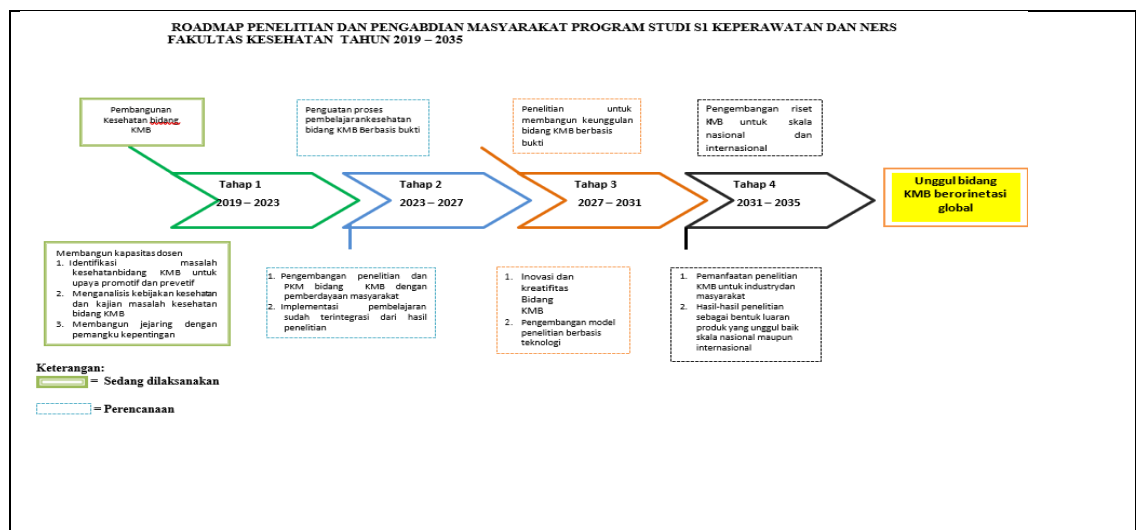 ROADMAP PENELITIAN DAN PENGABDIAN MASYARAKAT PROGRAM STUDI S1 KEPERAWATAN DAN NERS
FAKULTAS KESEHATAN TAHUN 2019 – 2035
Pembangunan
Kesehatan bidang
KMB
Penguatan proses
pembelajarankesehatan
bidang KMB Berbasis bukti
Penelitian untuk
membangun keunggulan
bidang KMB berbasis
bukti
Pengembangan riset
KMB untuk skala
nasional dan
internasional
Tahap 1
2019 – 2023
Tahap 2
2023 – 2027
Tahap 3
2027 – 2031
Tahap 4
2031 – 2035
Unggul bidang
KMB berorinetasi
global
Membangun kapasitas dosen
1. Identifikasi masalah
kesehatanbidang KMB untuk
upaya promotif dan prevetif
2. Menganalisis kebijakan kesehatan
dan kajian masalah kesehatan
bidang KMB
3. Membangun jejaring dengan
pemangku kepentingan
1. Pengembangan penelitian dan
PKM bidang KMB dengan
pemberdayaan masyarakat
2. Implementasi pembelajaran
sudah terintegrasi dari hasil
penelitian
1. Inovasi dan
kreatifitas
Bidang
KMB
2. Pengembangan model
penelitian berbasis
teknologi
1. Pemanfaatan penelitian
KMB untuk industrydan
masyarakat
2. Hasil-hasil penelitian
sebagai bentuk luaran
produk yang unggul baik
skala nasional maupun
internasional
Keterangan:
= Sedang dilaksanakan
= Perencanaan